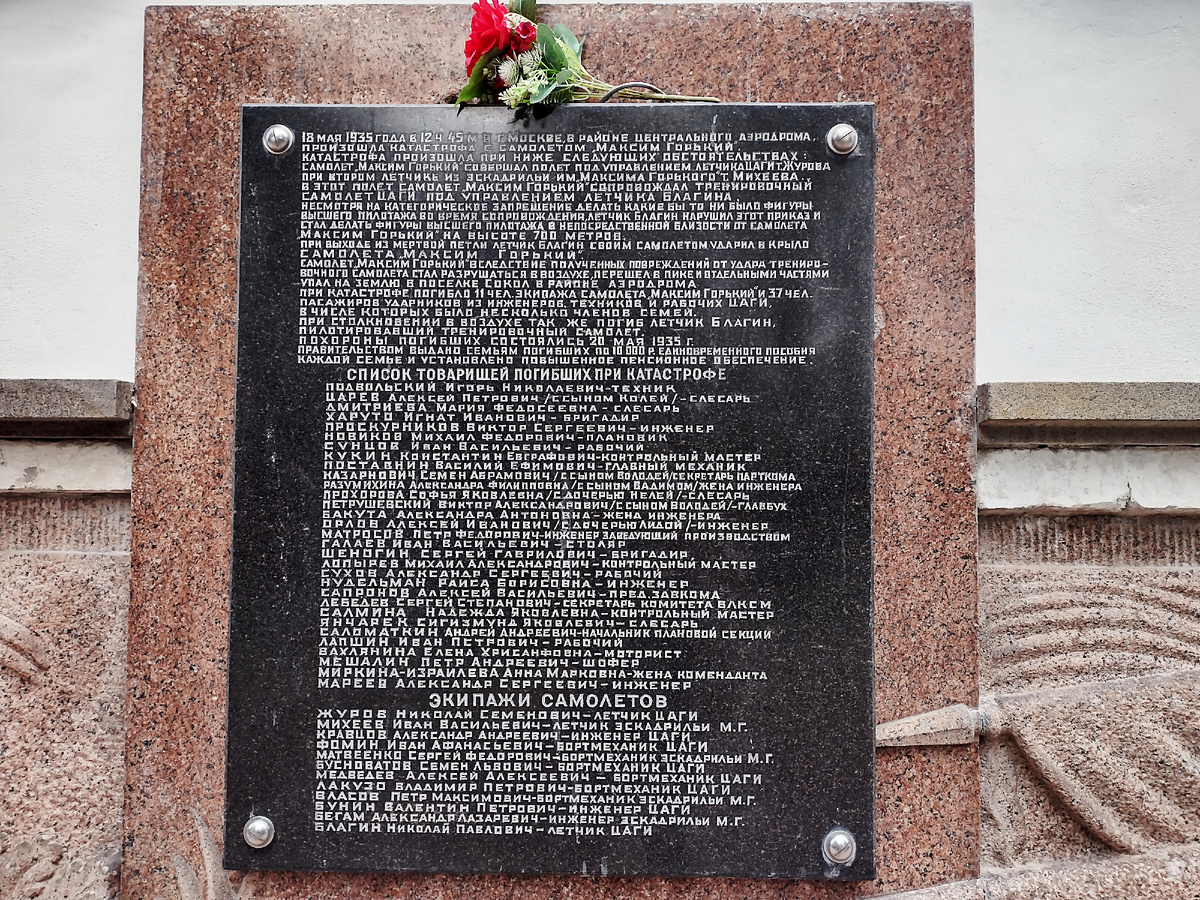 18 МАЯ 1935 ГОДА В 12 Ч 45 М В Г.МОСКВЕ, В РАЙОНЕ ЦЕНТРАЛЬНОГО АЭРОДРОМА,
ПРОИЗОШЛА КАТАСТРОФА С САМОЛЕТОМ „МАКСИМ ГОРЬКИЙ“.
КАТАСТРОФА ПРОИЗОШЛА ПРИ НИЖЕ СЛЕДУЮЩИХ ОБСТОЯТЕЛЬСТВАХ:
САМОЛЕТ„МАКСИМ ГОРЬКИЙ“СОВЕРШАЛ ПОЛЕТ ПОД УПРАВЛЕНИЕМ ЛЕТЧИКА ЦАГИ Т.ЖУРОВА
ПРИ ВТОРОМ ЛЕТЧИКЕ ИЗ ЭСКАДРИЛЬИ ИМ„МАКСИМА ГОРЬКОГО“Т. МИХЕЕВА.
В ЭТОТ ПОЛЕТ САМОЛЕТ„МАКСИМ ГОРЬКИЙ“СОПРОВОЖДАЛ ТРЕНИРОВОЧНЫЙ
САМОЛЕТ ЦАГИ ПОД УПРАВЛЕНИЕМ ЛЕТЧИКА БЛАГИНА.
НЕСМОТРЯ НА КАТЕГОРИЧЕСКОЕ ЗАПРЕЩЕНИЕ ДЕЛАТЬ КАКИЕ БЫ ТО НИ БЫЛО ФИГУРЫ
ВЫСШЕГО ПИЛОТАЖА ВО ВРЕМЯ СОПРОВОЖДЕНИЯ,ЛЕТЧИК БЛАГИН НАРУШИЛ ЭТОТ ПРИКАЗ И
СТАЛ ДЕЛАТЬ ФИГУРЫ ВЫСШЕГО ПИЛОТАЖА В НЕПОСРЕДСТВЕННОЙ БЛИЗОСТИ ОТ САМОЛЕТА
МАКСИМ ГОРЬКИЙ“НА ВЫСОТЕ 700 МЕТРОВ.
ПРИ ВЫХОДЕ ИЗ МЕРТВОЙ ПЕТЛИ ЛЕТЧИК БЛАГИН СВОИМ САМОЛЕТОМ УДАРИЛ В КРЫЛО
САМОЛЕТА„МАКСИМ ГОРЬКИЙ“.
САМОЛЕТ„МАКСИМ ГОРЬКИЙ“ВСЛЕДСТВИЕ ПОЛУЧЕННЫХ ПОВРЕЖДЕНИЙ ОТ УДАРА ТРЕНИРО-
ВОЧНОГО САМОЛЕТА СТАЛ РАЗРУШАТЬСЯ В ВОЗДУХЕ,ПЕРЕШЕЛ В ПИКЕ И ОТДЕЛЬНЫМИ ЧАСТЯМИ
УПАЛ НА ЗЕМЛЮ В ПОСЕЛКЕ СОКОЛ В РАЙОНЕ АЭРОДРОМА
ПРИ КАТАСТРОФЕ ПОГИБЛО 11 ЧЕЛ. ЭКИПАЖА САМОЛЕТА„МАКСИМ ГОРЬКИЙ“И 37 ЧЕЛ.
ПАСАЖИРОВ УДАРНИКОВ ИЗ ИНЖЕНЕРОВ, ТЕХНИКОВ И РАБОЧИХ ЦАГИ,
В ЧИСЛЕ КОТОРЫХ БЫЛО НЕСКОЛЬКО ЧЛЕНОВ СЕМЕЙ.
ПРИ СТОЛКНОВЕНИИ В ВОЗДУХЕ ТАК ЖЕ ПОГИБ ЛЕТЧИК БЛАГИН,
ПИЛОТИРОВАВШИЙ ТРЕНИРОВОЧНЫЙ САМОЛЕТ.
ПОХОРОНЫ ПОГИБШИХ СОСТОЯЛИСЬ 20 МАЯ 1935 Г.
ПРАВИТЕЛЬСТВОМ ВЫДАНО СЕМЬЯМ ПОГИБШИХ ПО 10 000 Р. ЕДИНОВРЕМЕННОГО ПОСОБИЯ
КАЖДОЙ СЕМЬЕ И УСТАНОВЛЕНО ПОВЫШЕННОЕ ПЕНСИОННОЕ ОБЕСПЕЧЕНИЕ.
СПИСОК ТОВАРИЩЕЙ ПОГИБШИХ ПРИ КАТАСТРОФЕ
ПОДВОЛЬСКИЙ ИГОРЬ НИКОЛАЕВИЧ-ТЕХНИК
ЦАРЕВ АЛЕКСЕЙ ПЕТРОВИЧ /С СЫНОМ КОЛЕЙ/-СЛЕСАРЬ
ДМИТРИЕВА МАРИЯ ФЕДОСЕЕВНА-СЛЕСАРЬ
ХАРУТО ИГНАТ ИВАНОВИЧ-БРИГАДИР
ПРОСКУРНИКОВ ВИКТОР СЕРГЕЕВИЧ-ИНЖЕНЕР
НОВИКОВ МИХАИЛ ФЕДОРОВИЧ-ПЛАНОВИК
СУНЦОВ ИВАН ВАСИЛЬЕВИЧ-РАБОЧИЙ
КУКИН КОНСТАНТИН ЕВГРАФОВИЧ-КОНТРОЛЬНЫЙ МАСТЕР
ПОСТАВНИН ВАСИЛИЙ ЕФИМОВИЧ-ГЛАВНЫЙ МЕХАНИК
КАЗАРНОВИЧ СЕМЕН АБРАМОВИЧ /С СЫНОМ ВОЛОДЕЙ/СЕКРЕТАРЬ ПАРТКОМА
РАЗУМИХИНА АЛЕКСАНДРА ФИЛИППОВНА /С СЫНОМ ВАДИМОМ/ЖЕНА ИНЖЕНЕРА
ПРОХОРОВА СОФЬЯ ЯКОВЛЕВНА /С ДОЧЕРЬЮ НЕЛЕЙ/-СЛЕСАРЬ
ПЕТРУШЕВСКИЙ ВИКТОР АЛЕКСАНДРОВИЧ/С СЫНОМ ВОЛОДЕЙ/-ГЛАВБУХ
БАКУТА АЛЕКСАНДРА АНТОНОВНА-ЖЕНА ИНЖЕНЕРА
ОРЛОВ АЛЕКСЕЙ ИВАНОВИЧ /С ДОЧЕРЬЮ ЛИДОЙ/-ИНЖЕНЕР
МАТРОСОВ ПЕТР ФЕДОРОВИЧ-ИНЖЕНЕР ЗАВЕДУЮЩИЙ ПРОИЗВОДСТВОМ
ГАЛАЕВ ИВАН ВАСИЛЬЕВИЧ-СТОЛЯР
ШЕНОГИН СЕРГЕЙ ГАВРИЛОВИЧ-БРИГАДИР
ЛОПЫРЕВ МИХАИЛ АЛЕКСАНДРОВИЧ-КОНТРОЛЬНЫЙ МАСТЕР
СУХОВ АЛЕКСАНДР СЕРГЕЕВИЧ-РАБОЧИЙ
НУДЕЛЬМАН РАИСА БОРИСОВНА-ИНЖЕНЕР
САПРОНОВ АЛЕКСЕЙ ВАСИЛЬЕВИЧ-ПРЕД.ЗАВКОМА
ЛЕБЕДЕВ СЕРГЕЙ СТЕПАНОВИЧ-СЕКРЕТАРЬ КОМИТЕТА ВЛКСМ
САЛМИНА НАДЕЖДА ЯКОВЛЕВНА-КОНТРОЛЬНЫЙ МАСТЕР
ЯНЧАРЕК СИГИЗМУНД ЯКОВЛЕВИЧ-СЛЕСАРЬ
САЛОМАТКИН АНДРЕЙ АНДРЕЕВИЧ-НАЧАЛЬНИК ПЛАНОВОЙ СЕКЦИИ
ЛАПШИН ИВАН ПЕТРОВИЧ-РАБОЧИЙ
ВАХЛЯНИНА ЕЛЕНА ХРИСАНФОВНА-МОТОРИСТ
МЕШАЛИН ПЕТР АНДРЕЕВИЧ-ШОФЕР
МИРКИНА-ИЗРАИЛЕВА АННА МАРКОВНА-ЖЕНА КОМЕНДАНТА
МАРЕЕВ АЛЕКСАНДР СЕРГЕЕВИЧ-ИНЖЕНЕР
ЭКИПАЖИ САМОЛЕТОВ
ЖУРОВ НИКОЛАЙ СЕМЕНОВИЧ-ЛЕТЧИК ЦАГИ
МИХЕЕВ ИВАН ВАСИЛЬЕВИЧ-ЛЕТЧИК ЭСКАДРИЛЬИ М.Г.
КРАВЦОВ АЛЕКСАНДР АНДРЕЕВИЧ-ИНЖЕНЕР ЦАГИ
ФОМИН ИВАН АФАНАСЬЕВИЧ-БОРТМЕХАНИК ЦАГИ
МАТВЕЕНКО СЕРГЕЙ ФЕДОРОВИЧ-БОРТМЕХАНИК ЭСКАДРИЛЬИ М.Г.
БУСНОВАТОВ СЕМЕН ЛЬВОВИЧ-БОРТМЕХАНИК ЦАГИ
МЕДВЕДЕВ АЛЕКСЕЙ АЛЕКСЕЕВИЧ-БОРТМЕХАНИК ЦАГИ
ЛАКУЗО ВЛАДИМИР ПЕТРОВИЧ-БОРТМЕХАНИК ЦАГИ
ВЛАСОВ ПЕТР МАКСИМОВИЧ-БОРТМЕХАНИК ЭСКАДРИЛЬИ М.Г.
БУНИН ВАЛЕНТИН ПЕТРОВИЧ-ИНЖЕНЕР ЦАГИ
БЕГАМ АЛЕКСАНДР ЛАЗАРЕВИЧ-ИНЖЕНЕР ЭСКАДРИЛЬИ М.Г.
БЛАГИН НИКОЛАЙ ПАВЛОВИЧ-ЛЕТЧИК ЦАГИ